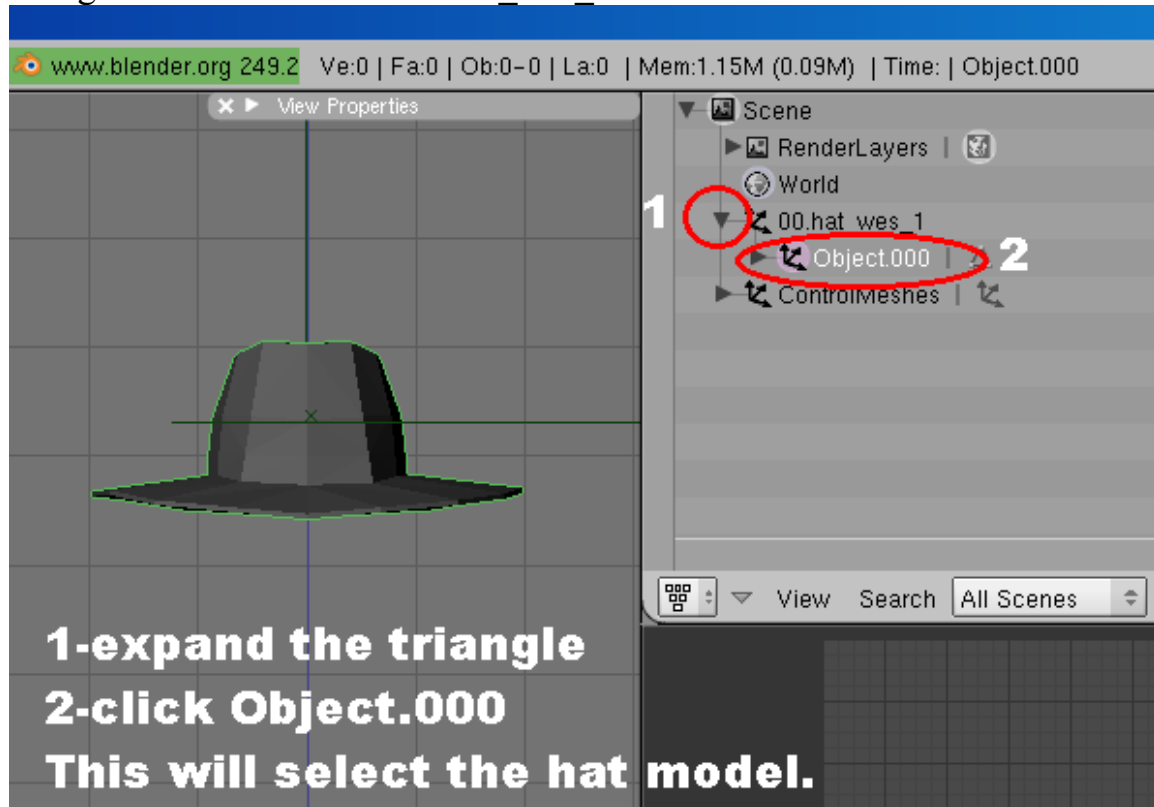 www.blender.org 249.2 Ve:0 | Fa:0 | Ob:0-0 | La:0 | Mem:1.15M (0.09M) | Time: | Object.000
View Properties
Scene
RenderLayers |
World
1
00.hat_wes_1
Object.000 |
2
ControlMeshes |
View Search All Scenes
1-expand the triangle
2-click Object.000
This will select the hat model.